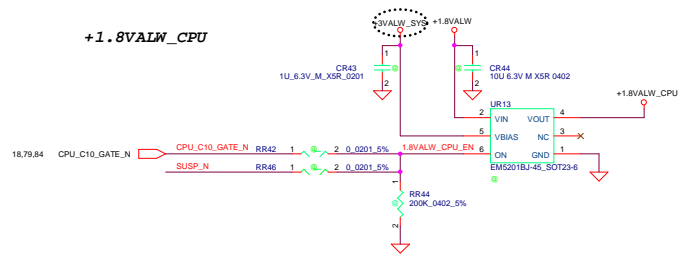 +1.8VALW_CPU
+3VALW_SYS
+1.8VALW
1
CR43
1U_6.3V_M_X5R_0201
@
2
1
CR44
10U 6.3V M X5R 0402
@
2
+1.8VALW_CPU
UR13
2 VIN VOUT 4
5 VBIAS NC 3
6 ON GND 1
EM5201BJ-45_SOT23-6
@
18,79,84 CPU_C10_GATE_N
CPU_C10_GATE_N RR42 1 @ 2 0_0201_5% 1.8VALW_CPU_EN
SUSP_N RR46 1 @ 2 0_0201_5%
1
RR44
@
200K_0402_5%
2